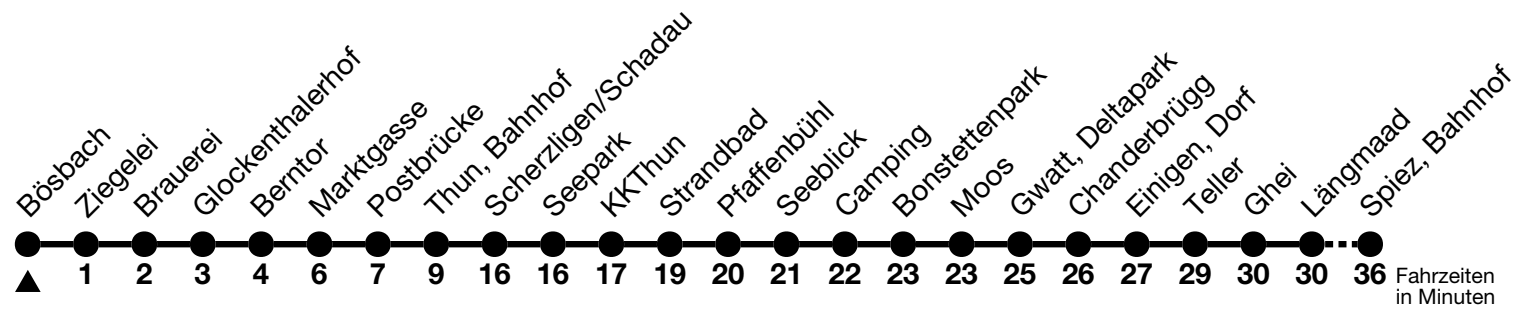 Bösbach
Ziegelei
Brauerei
Glockenthalerhof
Berntor
Marktgasse
Postbrücke
Thun, Bahnhof
Scherzligen/Schadau
Seepark
KKThun
Strandbad
Pfaffenbühl
Seeblick
Camping
Bonstettenpark
Moos
Gwatt, Deltapark
Chanderbrügg
Einigen, Dorf
Teller
Ghei
Längmaad
Spiez, Bahnhof
1 2 3 4 6 7 9 16 16 17 19 20 21 22 23 23 25 26 27 29 30 30 36
Fahrzeiten
in Minuten